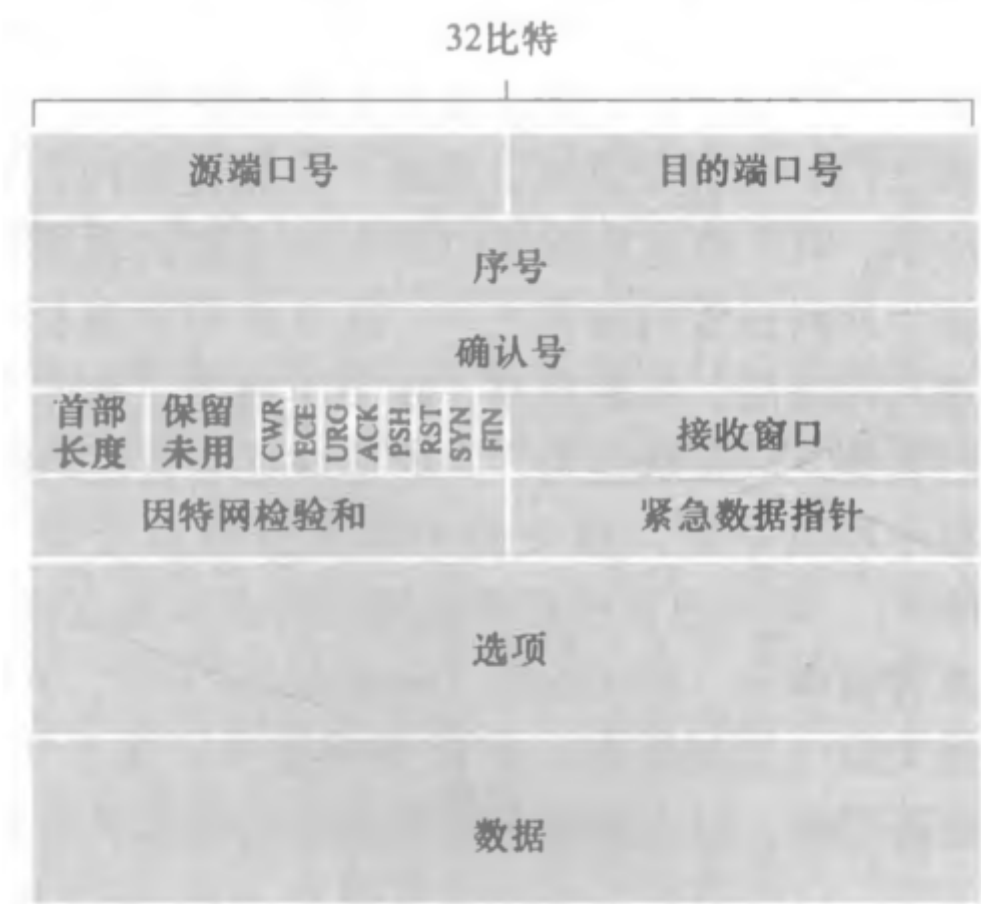 32比特
源端口号 目的端口号
序号
确认号
首部 保留 CWR ECE URG ACK PSH RST SYN FIN 接收窗口
长度 未用
因特网检验和 紧急数据指针
选项
数据